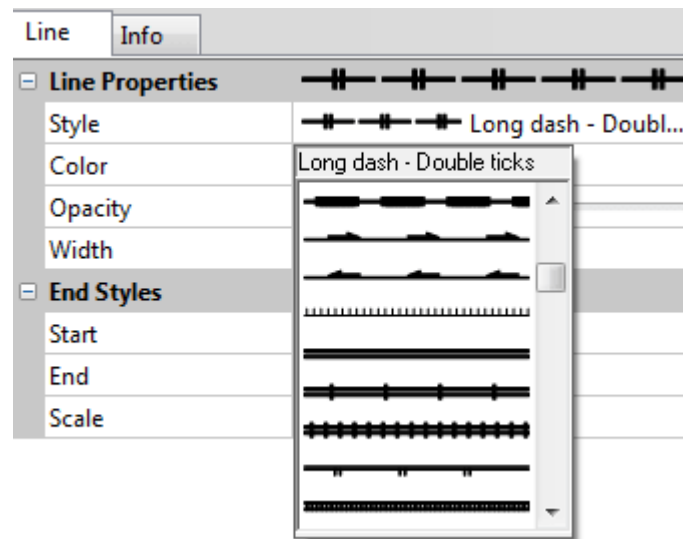 Line Info
Line Properties
Style Long dash - Doubl...
Color Long dash - Double ticks
Opacity
Width
End Styles
Start
End
Scale